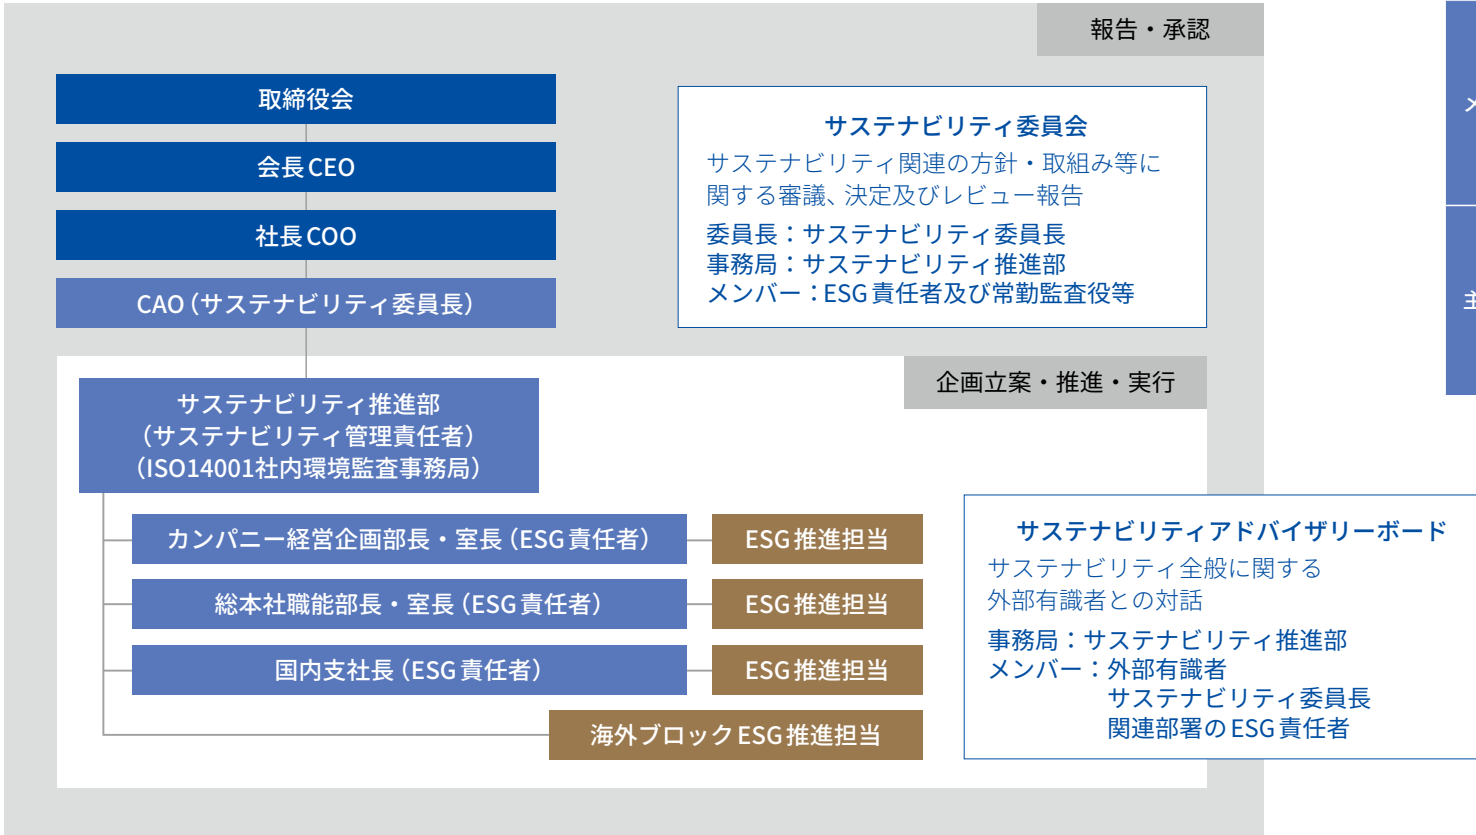 報告・承認
取締役会
会長CEO
社長COO
CAO（サステナビリティ委員長）
サステナビリティ委員会
サステナビリティ関連の方針・取組み等に
関する審議、決定及びレビュー報告
委員長：サステナビリティ委員長
事務局：サステナビリティ推進部
メンバー：ESG責任者及び常勤監査役等
企画立案・推進・実行
サステナビリティ推進部
（サステナビリティ管理責任者）
（ISO14001社内環境監査事務局）
カンパニー経営企画部長・室長（ESG責任者）
ESG推進担当
総本社職能部長・室長（ESG責任者）
ESG推進担当
国内支社長（ESG責任者）
ESG推進担当
海外ブロックESG推進担当
サステナビリティアドバイザリーボード
サステナビリティ全般に関する
外部有識者との対話
事務局：サステナビリティ推進部
メンバー：外部有識者
サステナビリティ委員長
関連部署のESG責任者